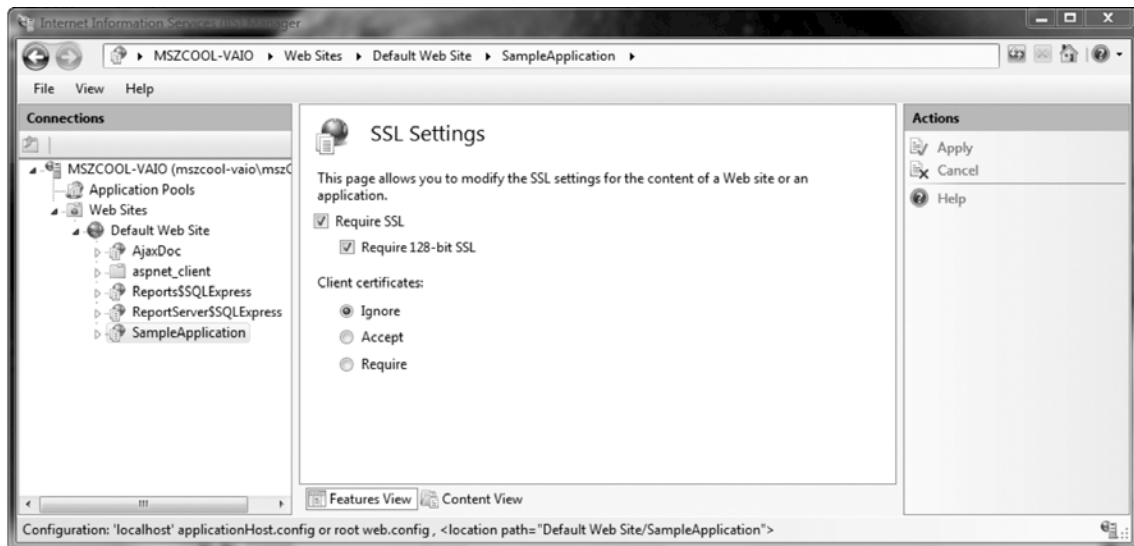 Internet Information Services (IIS) Manager
MSZCOOL-VAIO Web Sites Default Web Site SampleApplication
File View Help
Connections
MSZCOOL-VAIO (mszcool-vaio\mszC
Application Pools
Web Sites
Default Web Site
AjaxDoc
aspnet_client
Reports$SQLExpress
ReportServer$SQLExpress
SampleApplication
SSL Settings
This page allows you to modify the SSL settings for the content of a Web site or an
application.
Require SSL
Require 128-bit SSL
Client certificates:
Ignore
Accept
Require
Features View Content View
Actions
Apply
Cancel
Help
Configuration: 'localhost' applicationHost.config or root web.config , <location path="Default Web Site/SampleApplication">